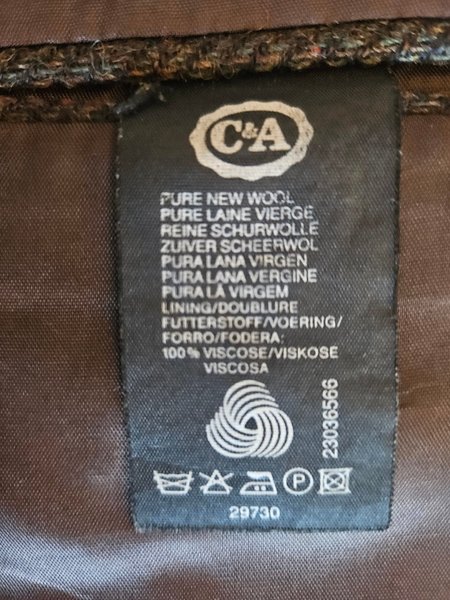 C&A
PURE NEW WOOL
PURE LAINE VIERGE
REINE SCHURWOLLE
ZUIVER SCHEERWOL
PURA LANA VIRGEN
PURA LANA VERGINE
PURA LÃ VIRGEM
LINING/DOUBLURE
FUTTERSTOFF/VOERING/
FORRO/FODERA:
100% VISCOSE/VISKOSE
VISCOSA
23036566
P
29730